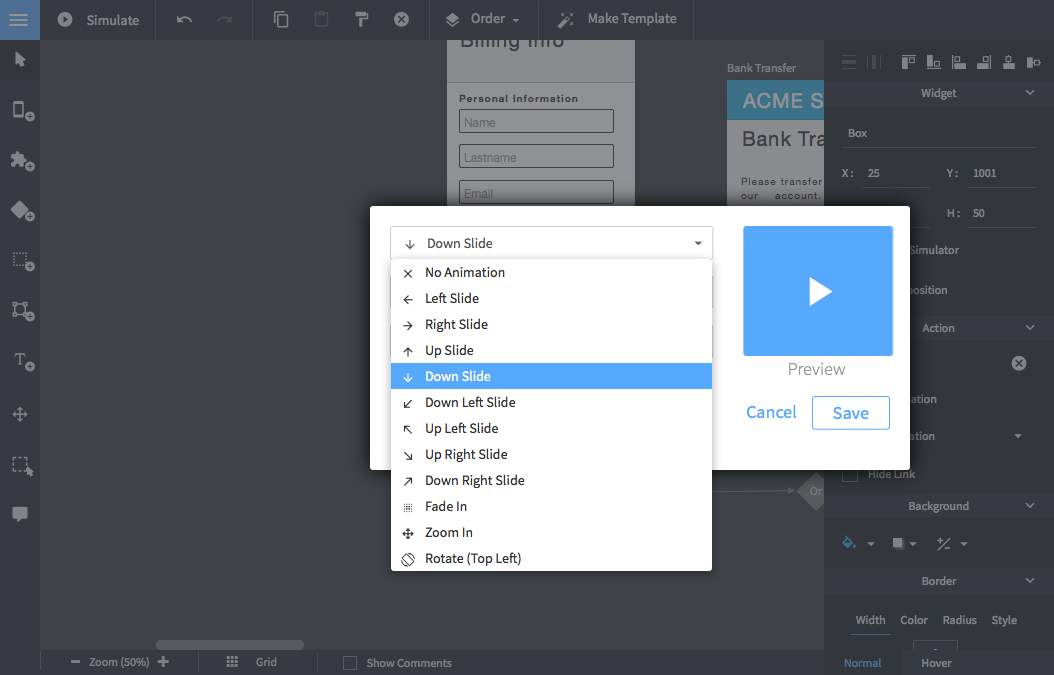 Simulate
Order
Make Template
Billing Info
Personal Information
Name
Lastname
Email
Bank Transfer
ACME S
Bank Tra
Please transfer
our account.
Down Slide
No Animation
Left Slide
Right Slide
Up Slide
Down Slide
Down Left Slide
Up Left Slide
Up Right Slide
Down Right Slide
Fade In
Zoom In
Rotate (Top Left)
Preview
Cancel
Save
Or
Widget
Box
X: 25 Y: 1001
H: 50
Simulator
osition
Action
ation
ation
Hide Link
Background
Border
Width Color Radius Style
Normal Hover
Zoom (50%)
Grid
Show Comments